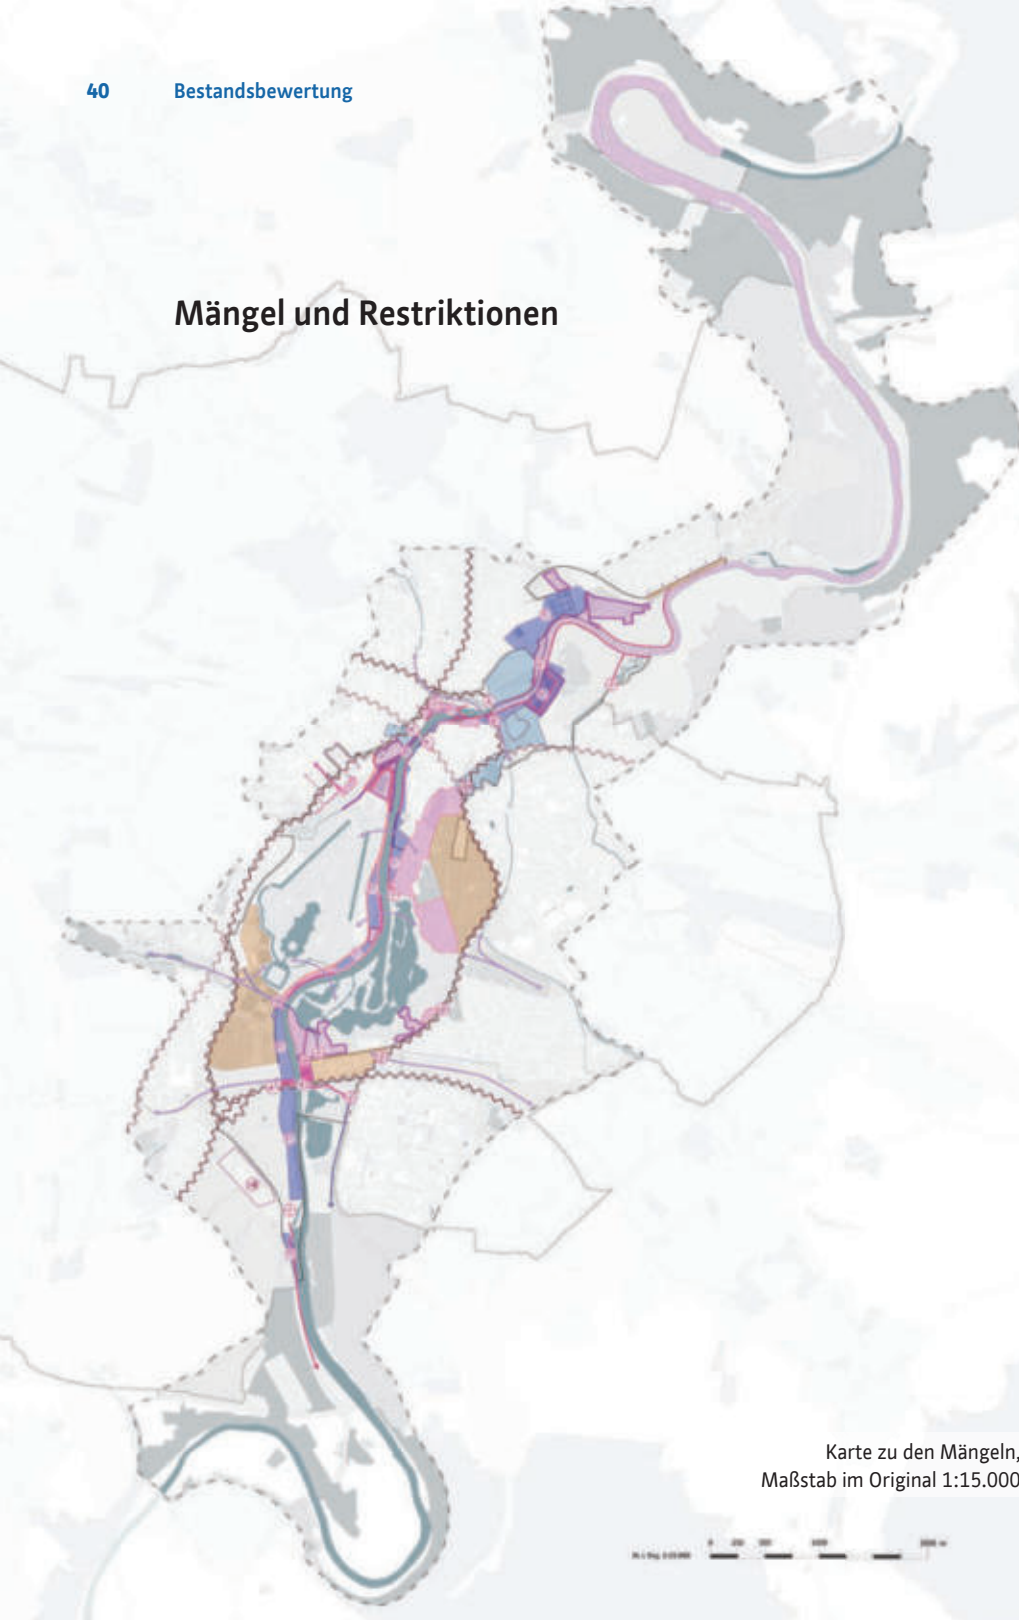 40 Bestandsbewertung
Mängel und Restriktionen
Karte zu den Mängeln,
Maßstab im Original 1:15.000